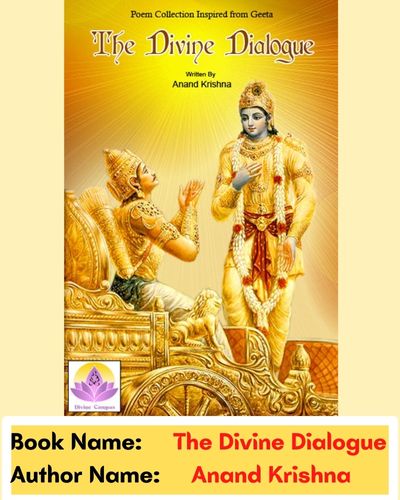 Poem Collection Inspired from Geeta
The Divine Dialogue
Written By
Anand Krishna
Divine Campus
Book Name: The Divine Dialogue
Author Name: Anand Krishna